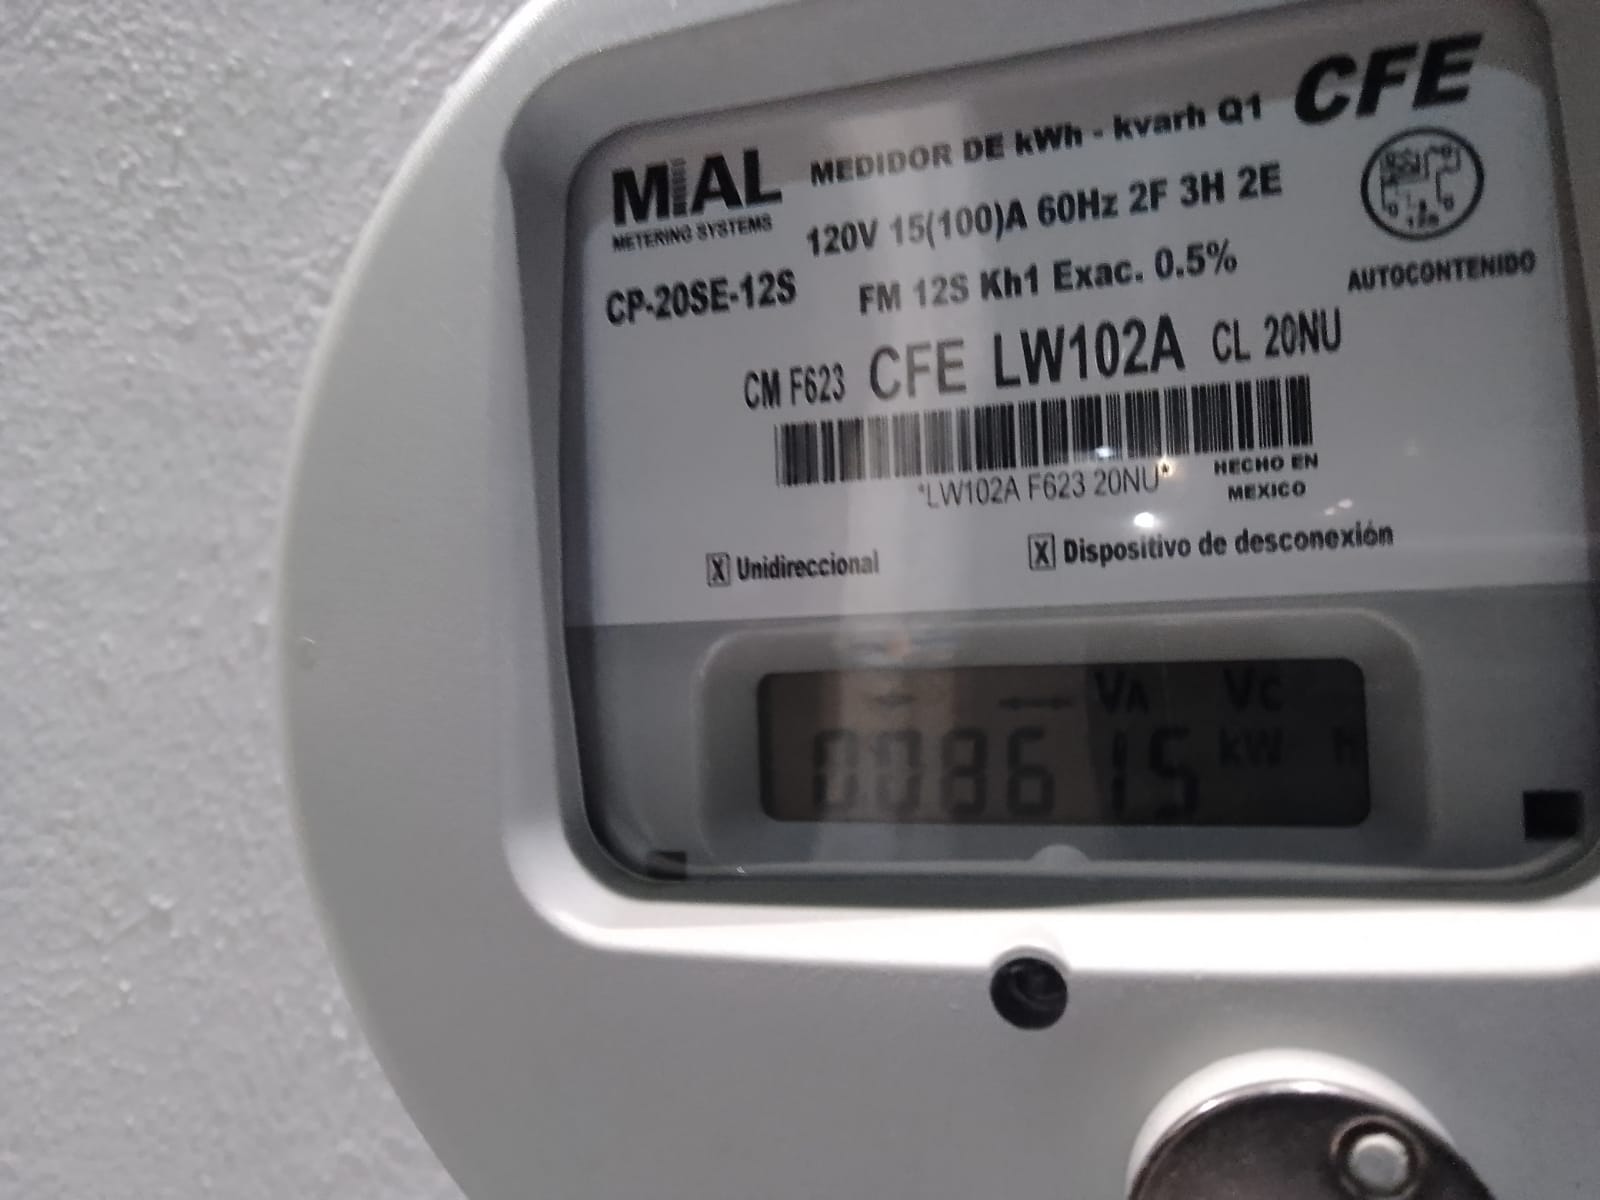 CFE
MiAL MEDIDOR DE kWh - kvarh Q1
METERING SYSTEMS 120V 15(100)A 60Hz 2F 3H 2E
CP-20SE-12S FM 12S Kh1 Exac. 0.5%
AUTOCONTENIDO
CM F623 CFE LW102A CL 20NU
*LW102A F623 20NU*
HECHO EN
MEXICO
X Unidireccional X Dispositivo de desconexión
VA VC
kW h